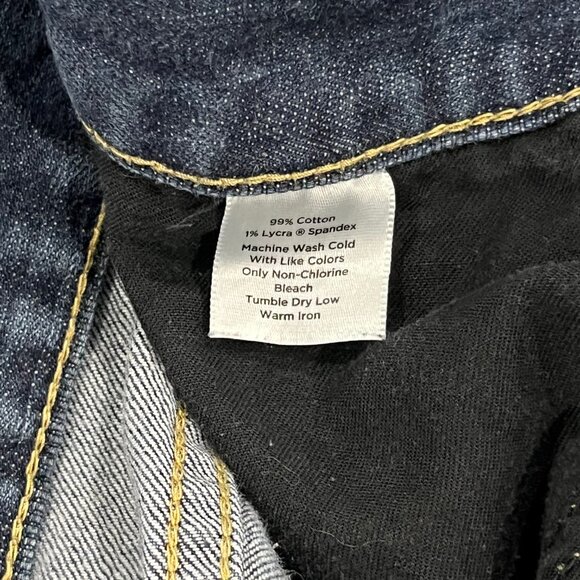 99% Cotton
1% Lycra ® Spandex
Machine Wash Cold
With Like Colors
Only Non-Chlorine
Bleach
Tumble Dry Low
Warm Iron